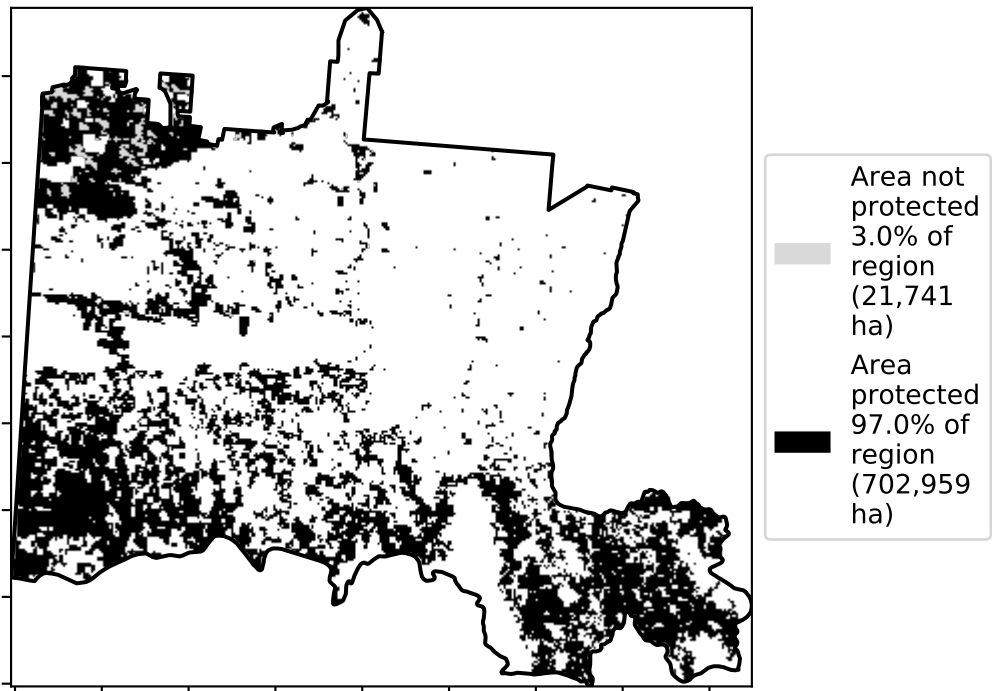 Area not
protected
3.0% of
region
(21,741
ha)
Area
protected
97.0% of
region
(702,959
ha)